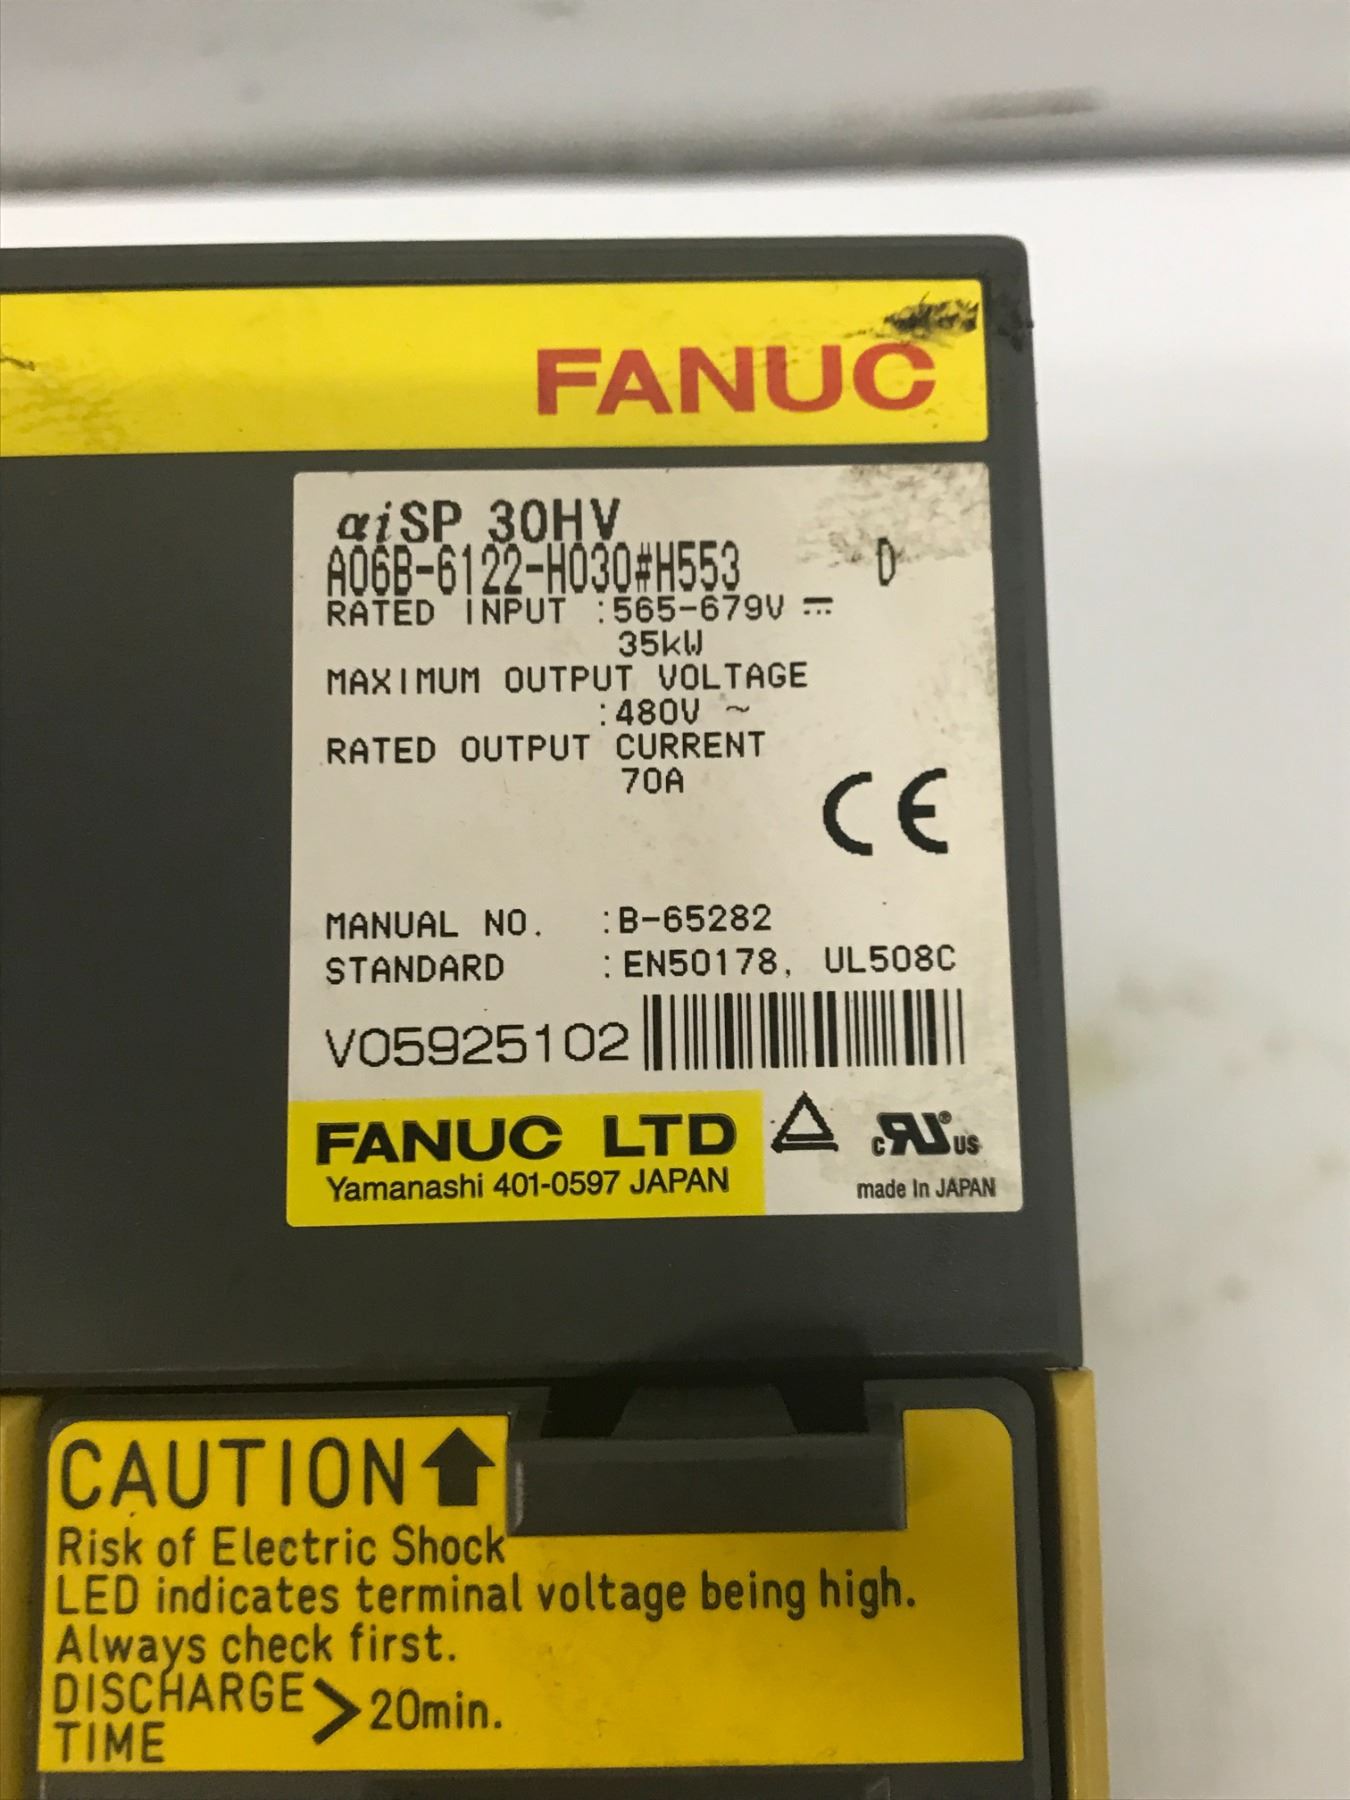 FANUC
αiSP 30HV
A06B-6122-H030#H553 D
RATED INPUT :565-679V ⎓
35kW
MAXIMUM OUTPUT VOLTAGE
:480V ~
RATED OUTPUT CURRENT
70A
CE
MANUAL NO. :B-65282
STANDARD :EN50178, UL508C
V05925102
FANUC LTD
Yamanashi 401-0597 JAPAN
c RU ® US
made In JAPAN
CAUTION
Risk of Electric Shock
LED indicates terminal voltage being high.
Always check first.
DISCHARGE
TIME > 20min.